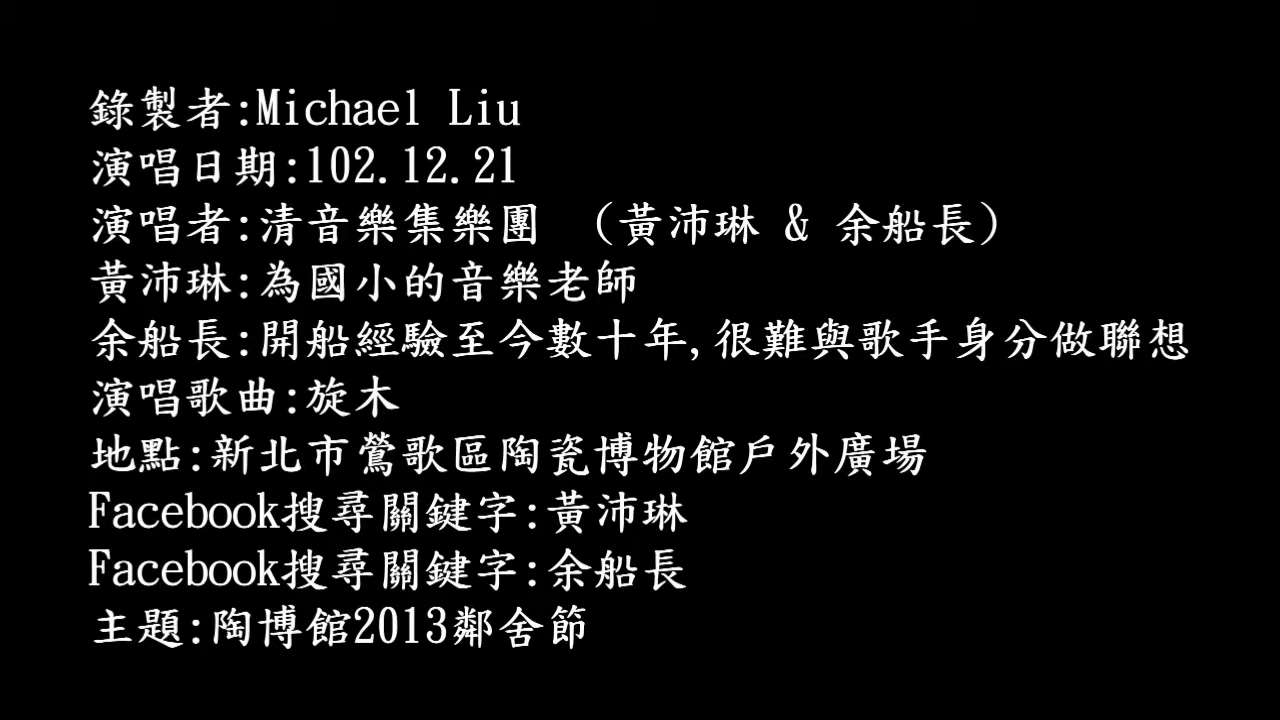 錄製者:Michael Liu
演唱日期:102.12.21
演唱者:清音樂集樂團 (黃沛琳 & 余船長)
黃沛琳:為國小的音樂老師
余船長:開船經驗至今數十年,很難與歌手身分做聯想
演唱歌曲:旋木
地點:新北市鶯歌區陶瓷博物館戶外廣場
Facebook搜尋關鍵字:黃沛琳
Facebook搜尋關鍵字:余船長
主題:陶博館2013鄰舍節